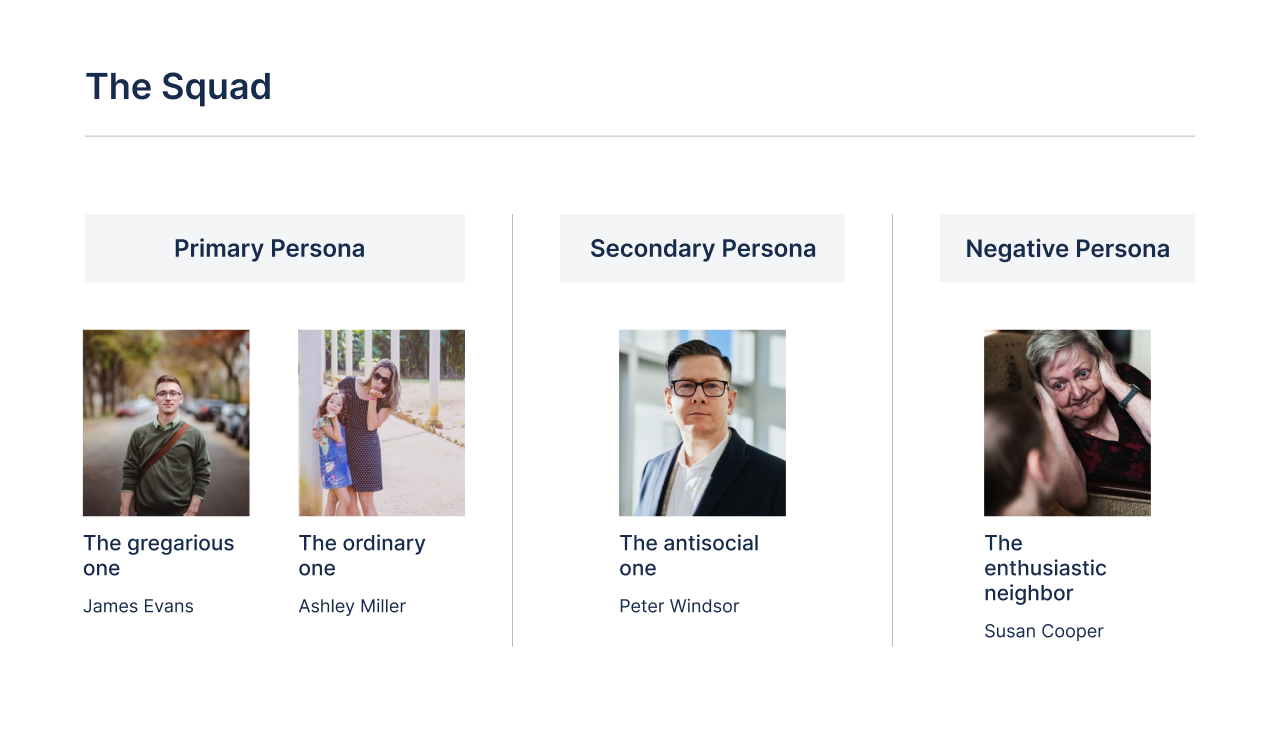 The Squad
Primary Persona
Secondary Persona
Negative Persona
The gregarious
one
James Evans
The ordinary
one
Ashley Miller
The antisocial
one
Peter Windsor
The
enthusiastic
neighbor
Susan Cooper